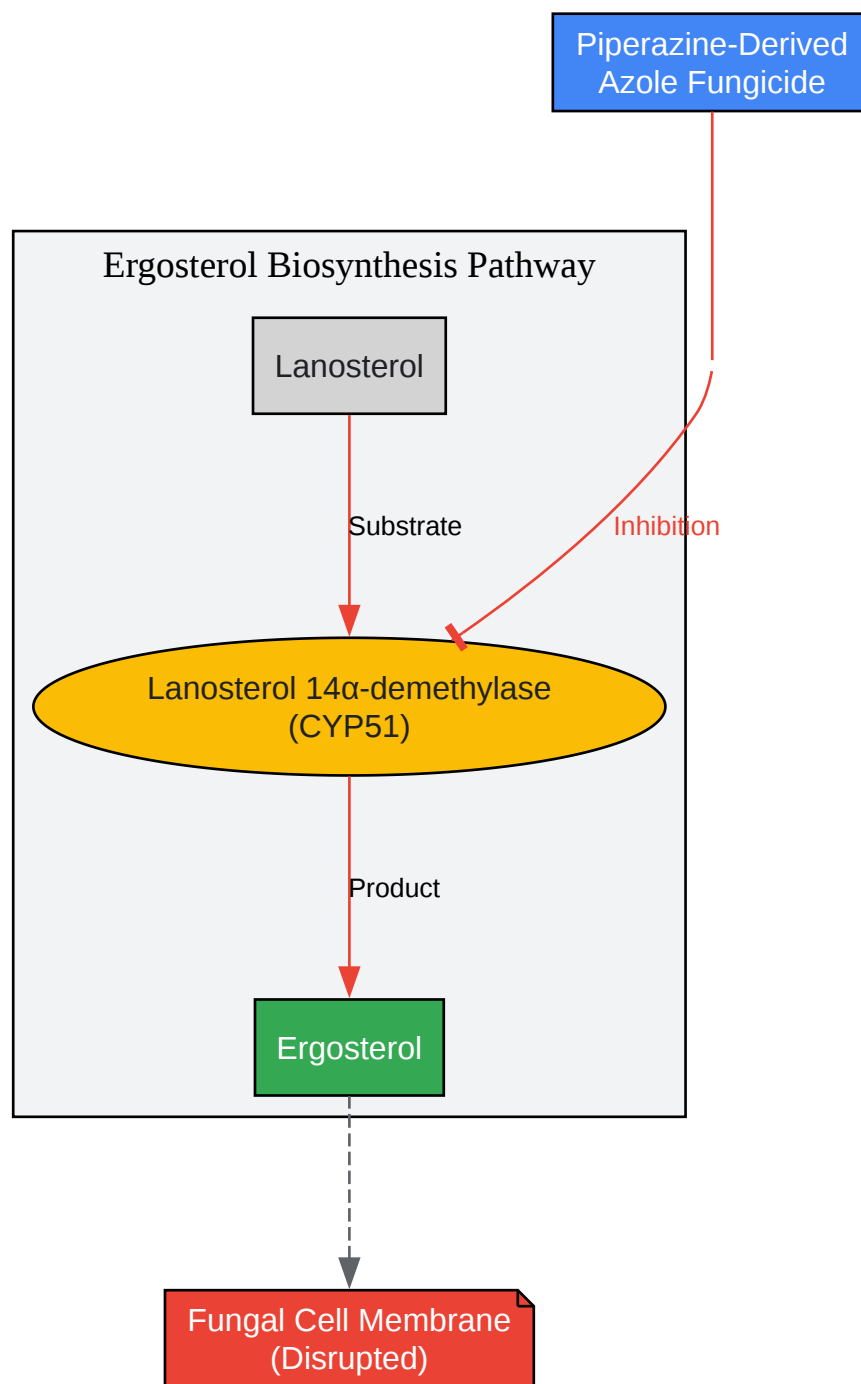 Piperazine-Derived
Azole Fungicide
Ergosterol Biosynthesis Pathway
Lanosterol
Substrate
Inhibition
Lanosterol 14α-demethylase
(CYP51)
Product
Ergosterol
Fungal Cell Membrane
(Disrupted)